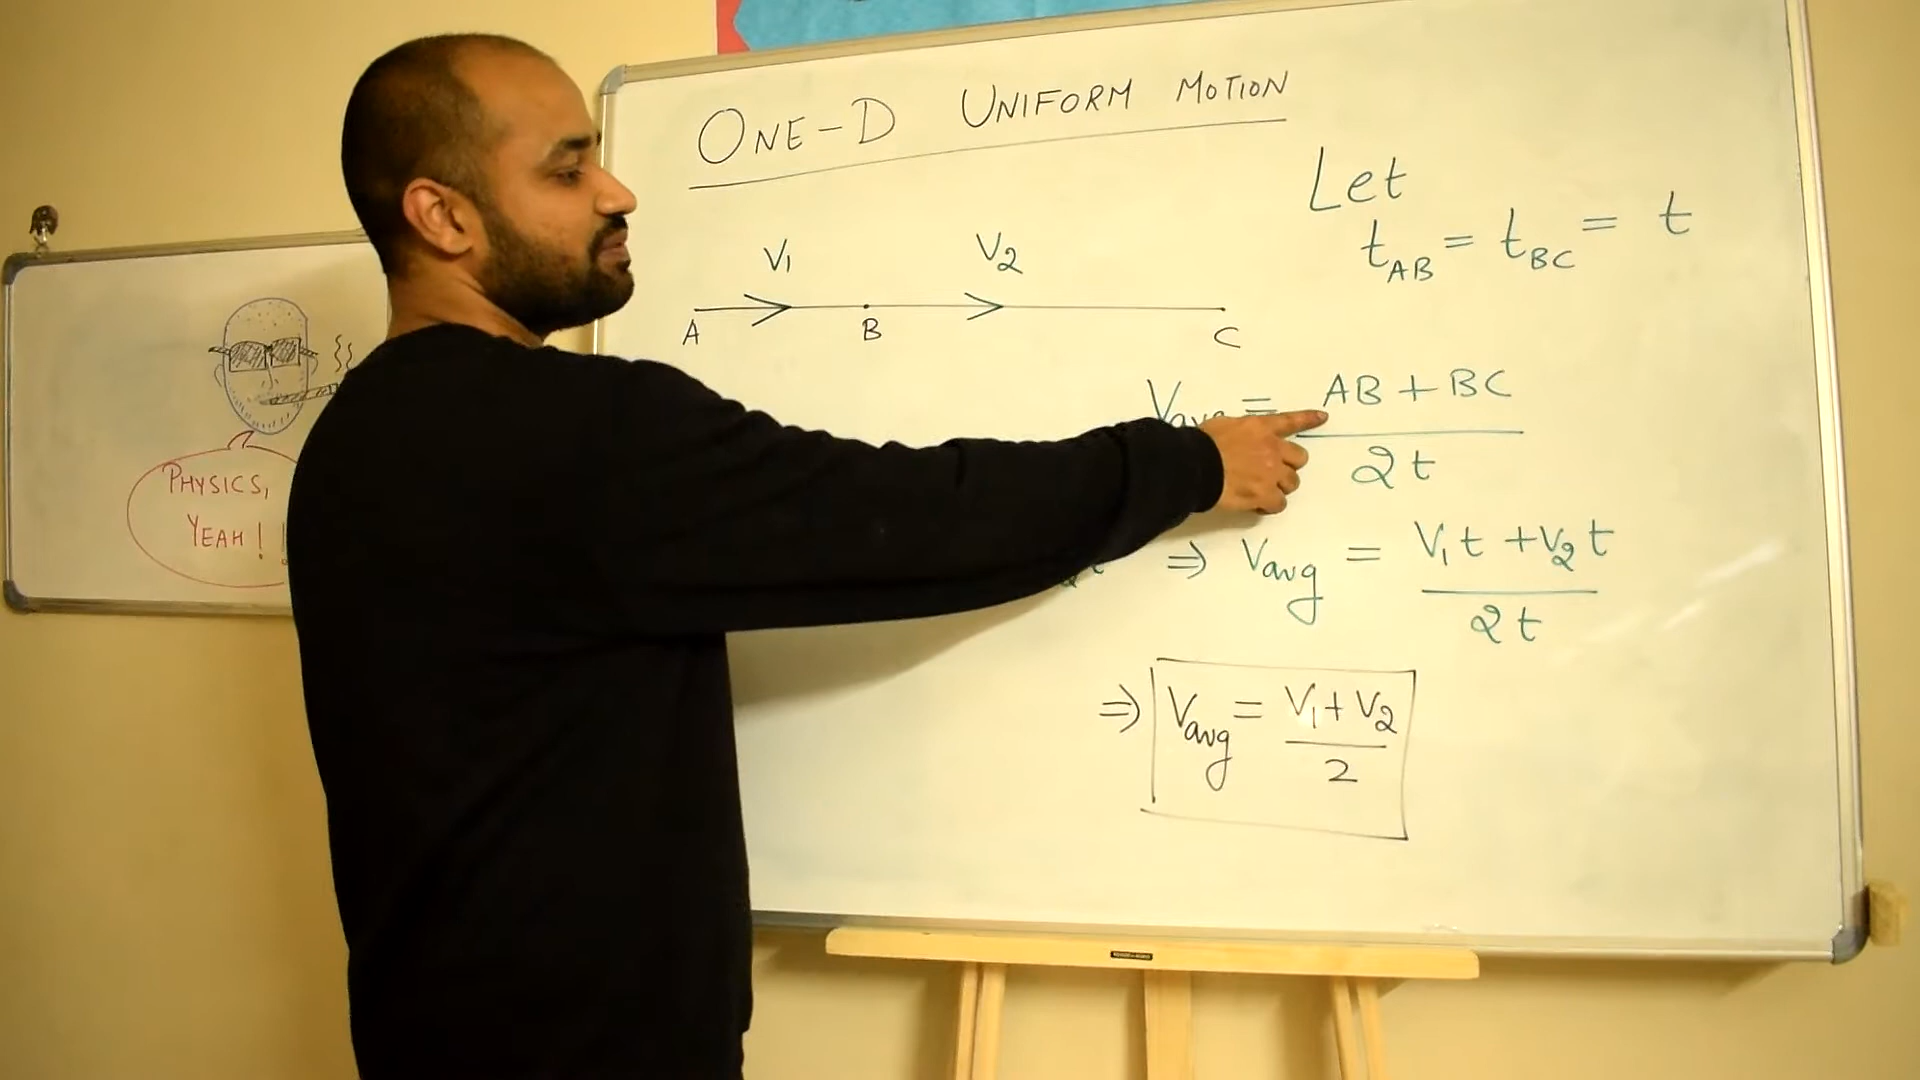 ONE-D UNIFORM MOTION
Let
t_AB = t_BC = t
V₁ V₂
A B C
Vavg = AB + BC / 2t
⇒ Vavg = V₁t + V₂t / 2t
⇒ Vavg = V₁ + V₂ / 2
PHYSICS,
YEAH!!